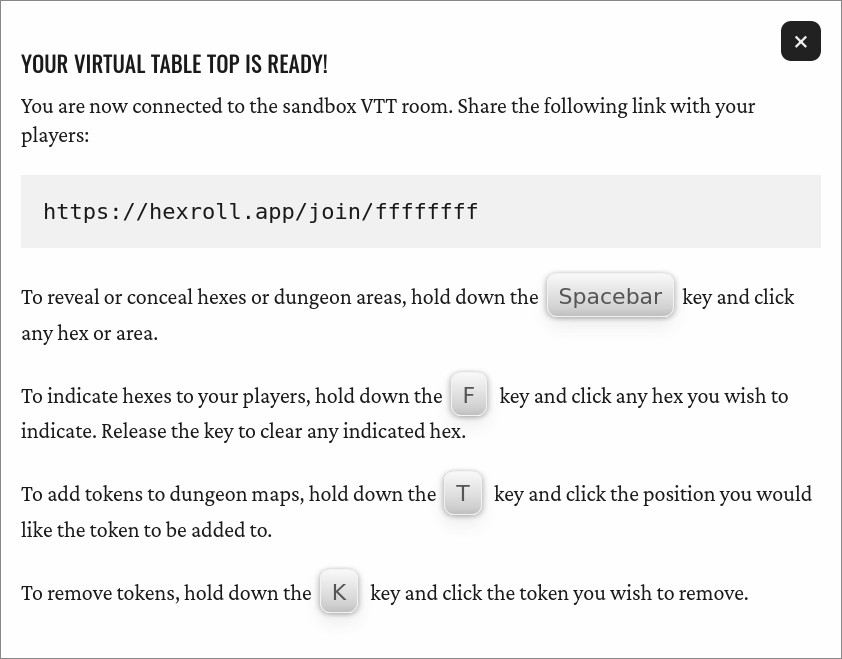 YOUR VIRTUAL TABLE TOP IS READY!
You are now connected to the sandbox VTT room. Share the following link with your
players:
https://hexroll.app/join/ffffffff
To reveal or conceal hexes or dungeon areas, hold down the Spacebar key and click
any hex or area.
To indicate hexes to your players, hold down the F key and click any hex you wish to
indicate. Release the key to clear any indicated hex.
To add tokens to dungeon maps, hold down the T key and click the position you would
like the token to be added to.
To remove tokens, hold down the K key and click the token you wish to remove.